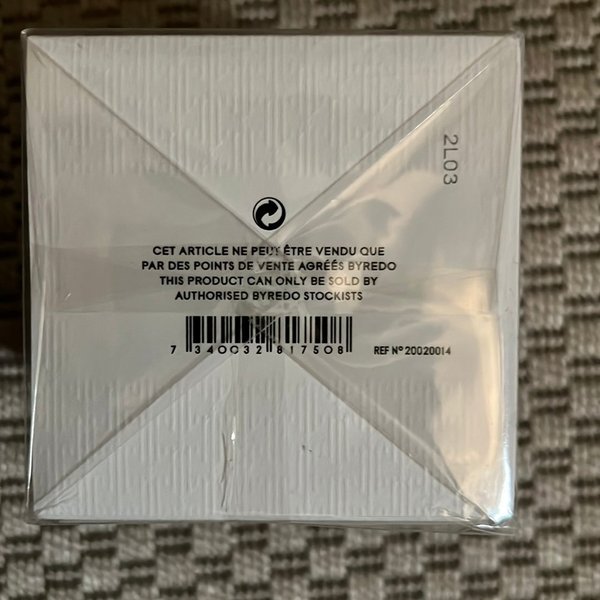 2L03
CET ARTICLE NE PEUT ÊTRE VENDU QUE
PAR DES POINTS DE VENTE AGRÉÉS BYREDO
THIS PRODUCT CAN ONLY BE SOLD BY
AUTHORISED BYREDO STOCKISTS
7 340032 817508 REF Nº 20020014